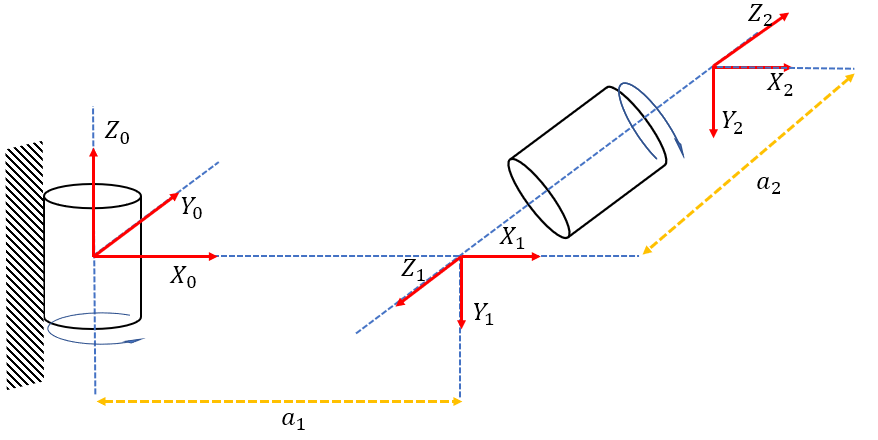 Z₂
X₂
Z₀
Y₂
a₂
Y₀
X₁
Z₁
X₀
Y₁
a₁